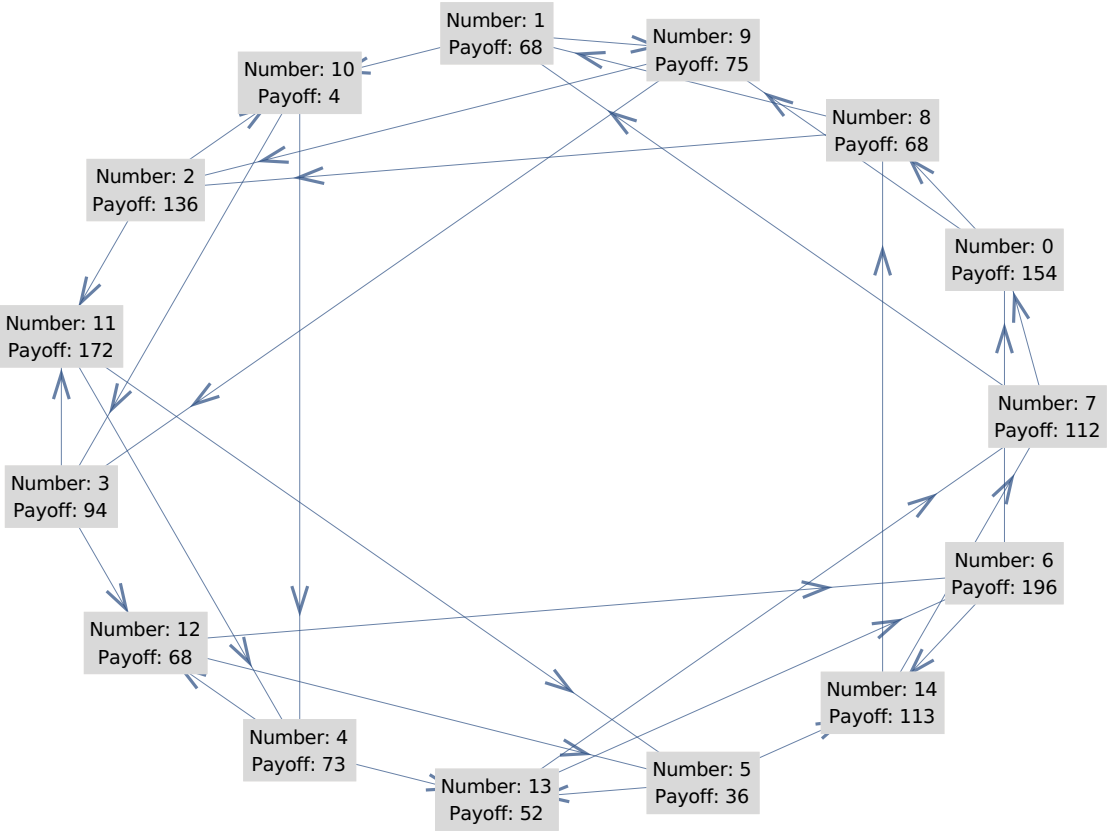 Number: 1
Payoff: 68
Number: 9
Payoff: 75
Number: 10
Payoff: 4
Number: 8
Payoff: 68
Number: 2
Payoff: 136
Number: 0
Payoff: 154
Number: 11
Payoff: 172
Number: 7
Payoff: 112
Number: 3
Payoff: 94
Number: 6
Payoff: 196
Number: 12
Payoff: 68
Number: 14
Payoff: 113
Number: 4
Payoff: 73
Number: 5
Payoff: 36
Number: 13
Payoff: 52